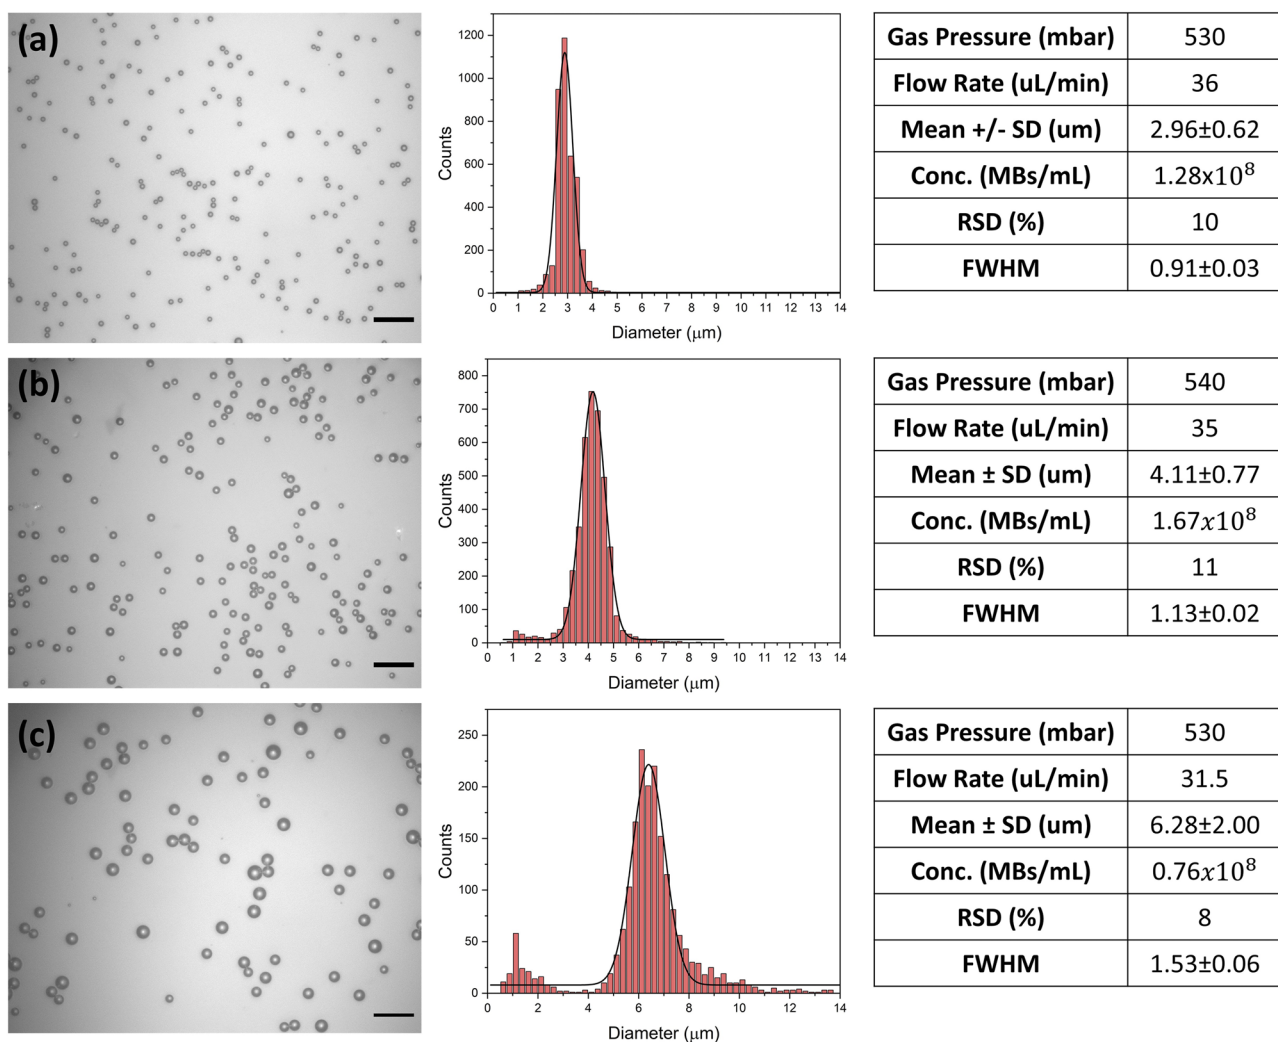 (a)
1200
1000
800
600
400
200
0
Counts
0 1 2 3 4 5 6 7 8 9 10 11 12 13 14
Diameter (μm)
Gas Pressure (mbar) 530
Flow Rate (uL/min) 36
Mean +/- SD (um) 2.96±0.62
Conc. (MBs/mL) 1.28x10⁸
RSD (%) 10
FWHM 0.91±0.03
(b)
800
700
600
500
400
300
200
100
0
Counts
0 1 2 3 4 5 6 7 8 9 10 11 12 13 14
Diameter (μm)
Gas Pressure (mbar) 540
Flow Rate (uL/min) 35
Mean ± SD (um) 4.11±0.77
Conc. (MBs/mL) 1.67x10⁸
RSD (%) 11
FWHM 1.13±0.02
(c)
250
200
150
100
50
0
Counts
0 2 4 6 8 10 12 14
Diameter (μm)
Gas Pressure (mbar) 530
Flow Rate (uL/min) 31.5
Mean ± SD (um) 6.28±2.00
Conc. (MBs/mL) 0.76x10⁸
RSD (%) 8
FWHM 1.53±0.06